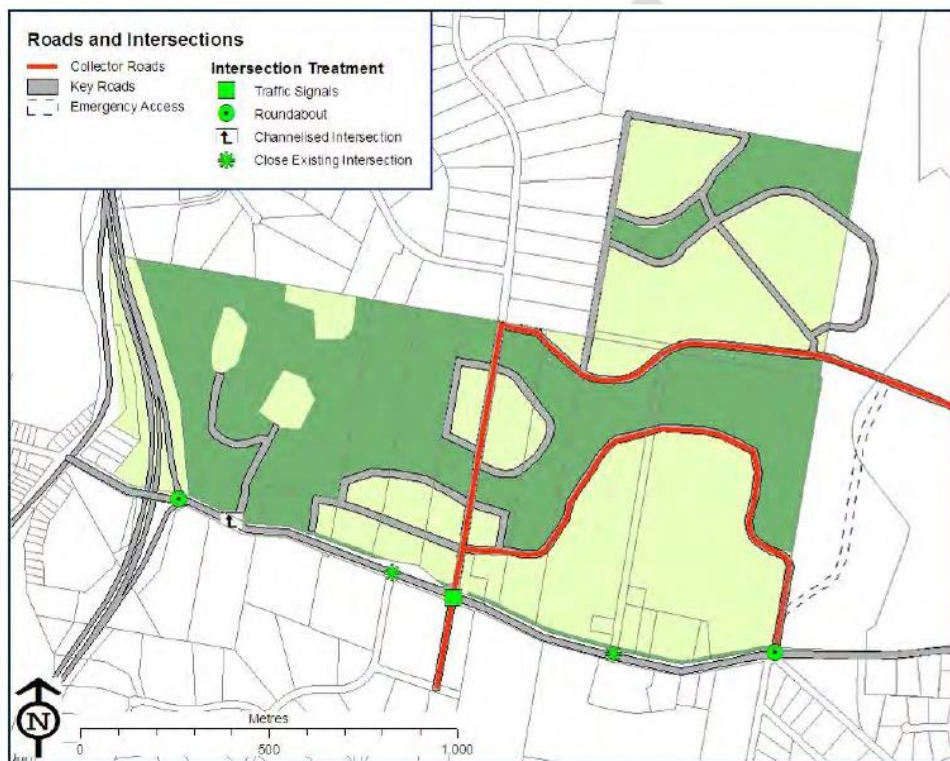 Roads and Intersections
Collector Roads
Key Roads
Emergency Access
Intersection Treatment
Traffic Signals
Roundabout
Channelised Intersection
Close Existing Intersection
N
Metres
0 500 1,000